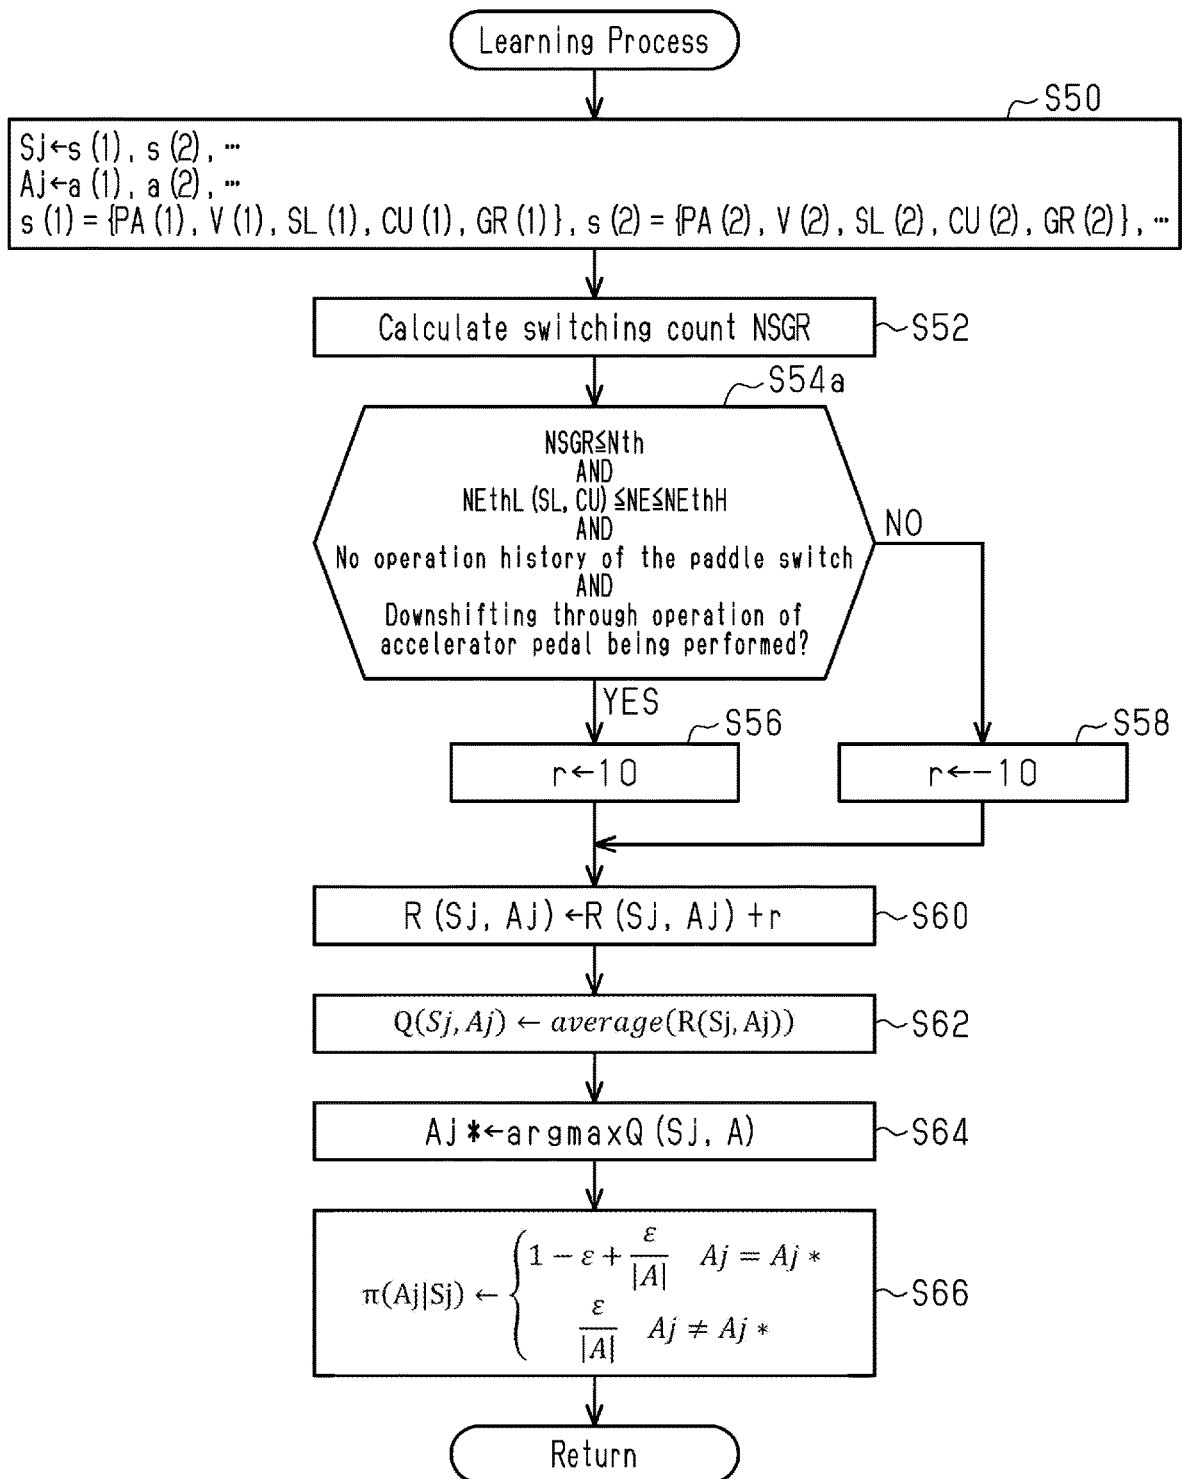 Learning Process
S50
Sj←s(1), s(2), ⋯
Aj←a(1), a(2), ⋯
s(1)={PA(1), V(1), SL(1), CU(1), GR(1)}, s(2)={PA(2), V(2), SL(2), CU(2), GR(2)}, ⋯
Calculate switching count NSGR
S52
S54a
NSGR≦Nth
AND
NEthL(SL, CU)≦NE≦NEthH
AND
No operation history of the paddle switch
AND
Downshifting through operation of
accelerator pedal being performed?
NO
YES
S56
r←10
S58
r←-10
R(Sj, Aj)←R(Sj, Aj)+r
S60
Q(Sj, Aj) ← average(R(Sj, Aj))
S62
Aj*←argmaxQ(Sj, A)
S64
π(Aj|Sj) ← { 1 − ε + ε/|A| Aj = Aj *
ε/|A| Aj ≠ Aj *
S66
Return